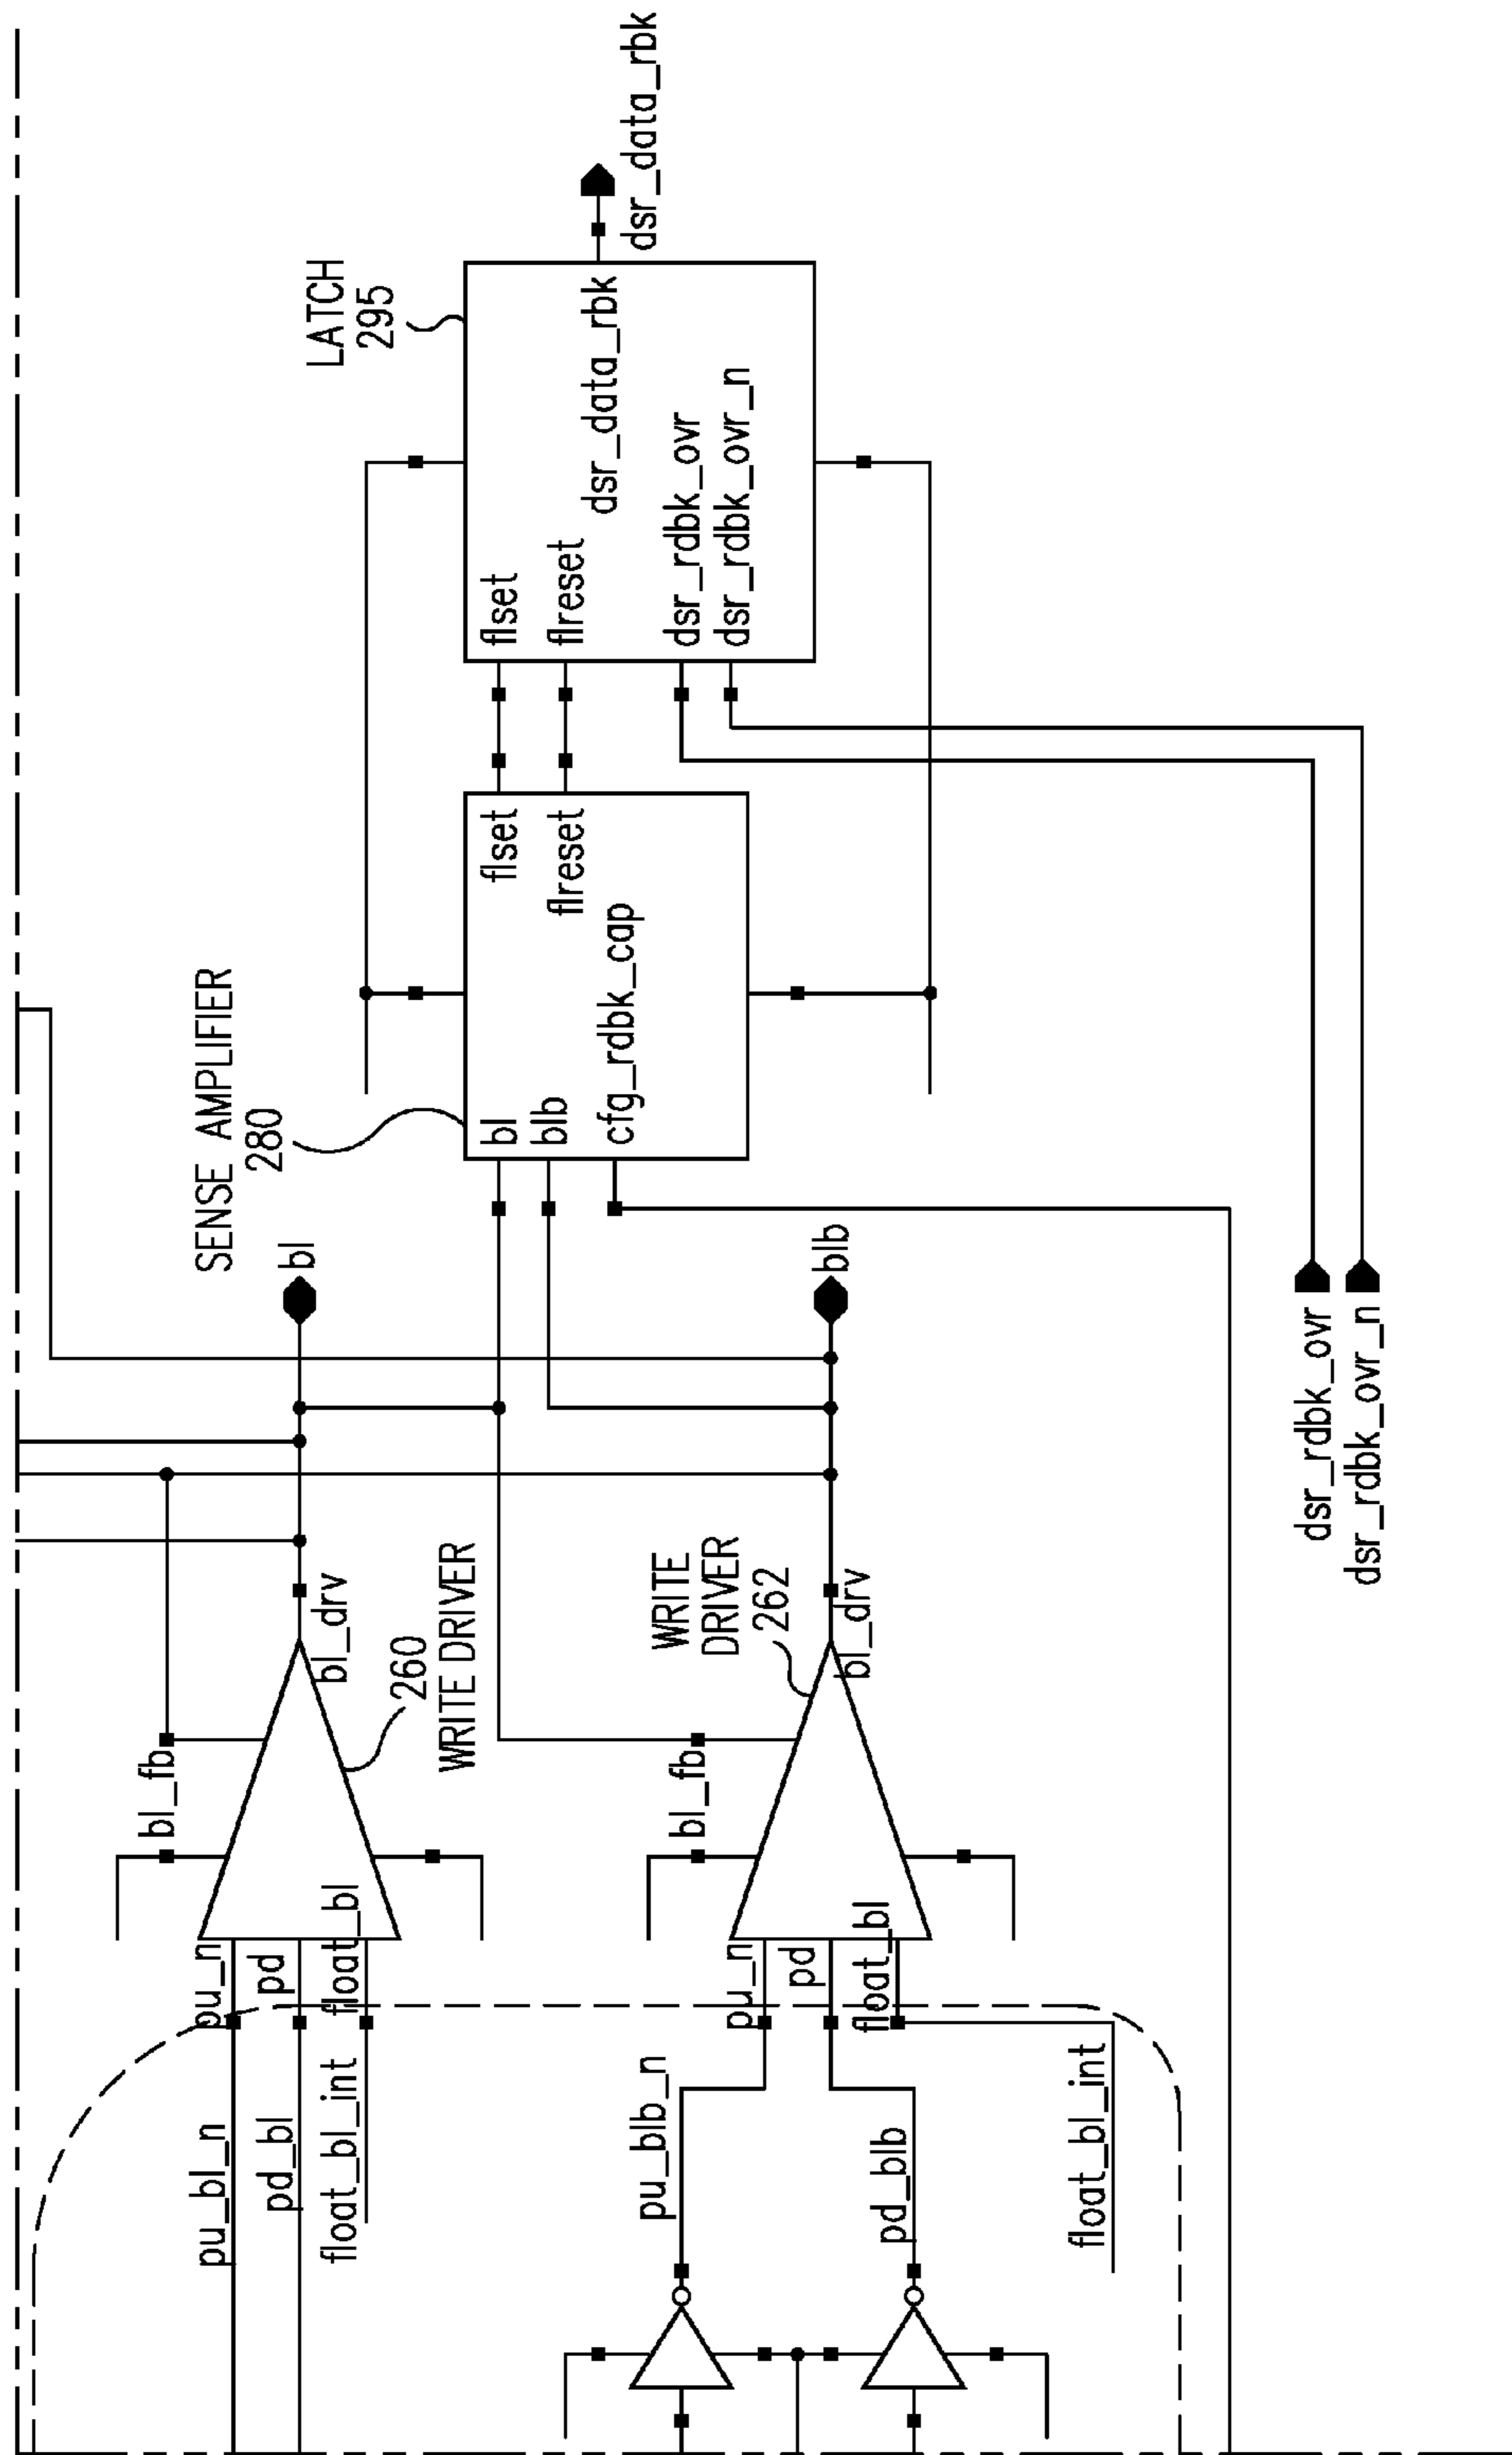 pu_bl_n
pd_bl
float_bl_int
pu_n
pd
float_bl
bl_fb
bl_drv
260
WRITE DRIVER
bl
pu_blb_n
pd_blb
float_bl_int
pu_n
pd
float_bl
bl_fb
WRITE
DRIVER
262
bl_drv
blb
SENSE AMPLIFIER
280
bl
blb
cfg_rdbk_cap
flset
flreset
LATCH
295
flset
flreset
dsr_data_rbk
dsr_rdbk_ovr
dsr_rdbk_ovr_n
dsr_data_rbk
dsr_rdbk_ovr
dsr_rdbk_ovr_n